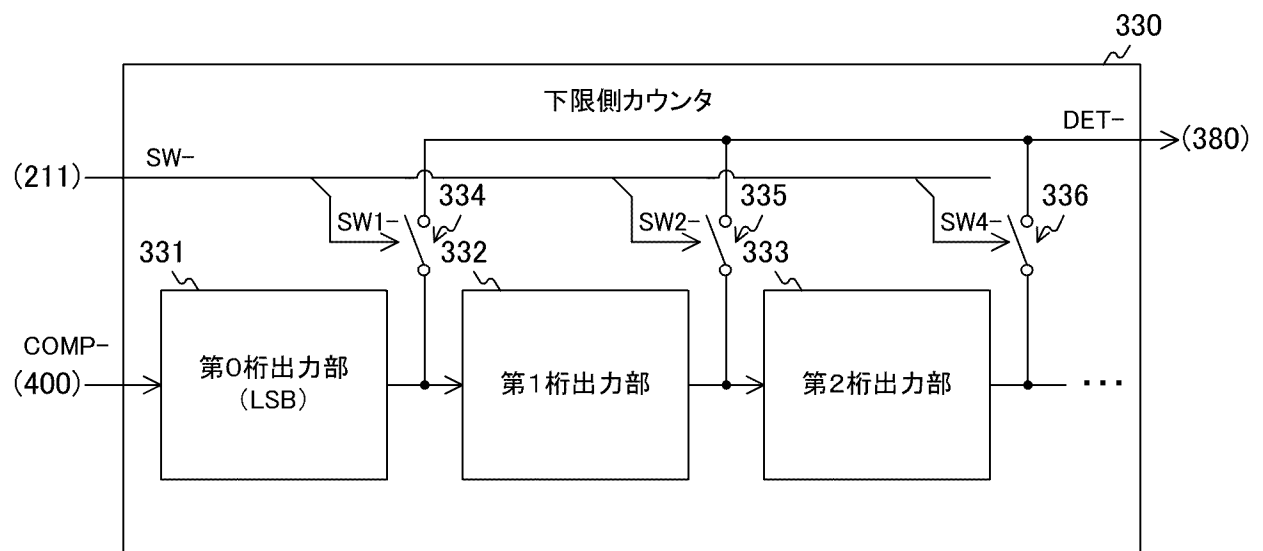 330
下限側カウンタ
DET-
(380)
SW-
(211)
334
335
336
SW1-
SW2-
SW4-
331
332
333
COMP-
(400)
第0桁出力部
(LSB)
第1桁出力部
第2桁出力部
･･･